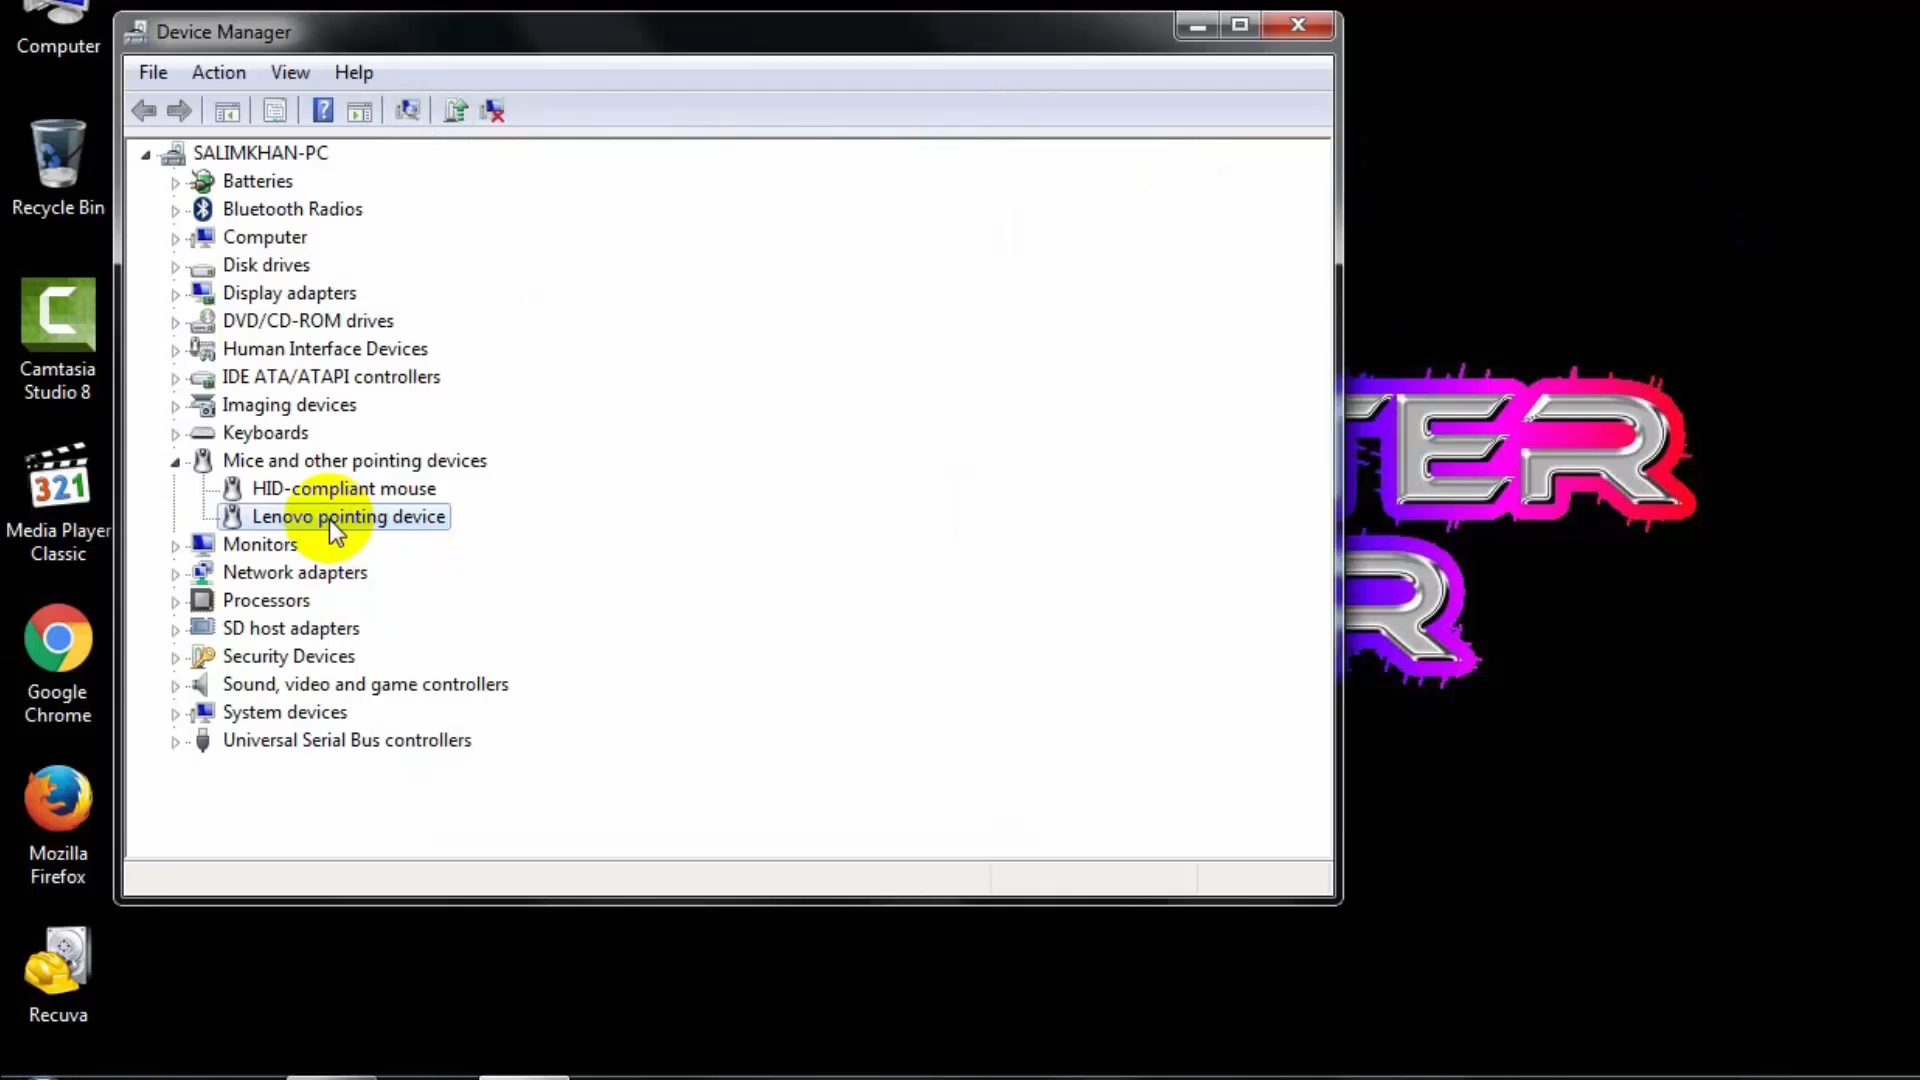 Computer
Recycle Bin
Camtasia
Studio 8
321
Media Player
Classic
Google
Chrome
Mozilla
Firefox
Recuva
Device Manager
File Action View Help
SALIMKHAN-PC
Batteries
Bluetooth Radios
Computer
Disk drives
Display adapters
DVD/CD-ROM drives
Human Interface Devices
IDE ATA/ATAPI controllers
Imaging devices
Keyboards
Mice and other pointing devices
HID-compliant mouse
Lenovo pointing device
Monitors
Network adapters
Processors
SD host adapters
Security Devices
Sound, video and game controllers
System devices
Universal Serial Bus controllers
TER
R